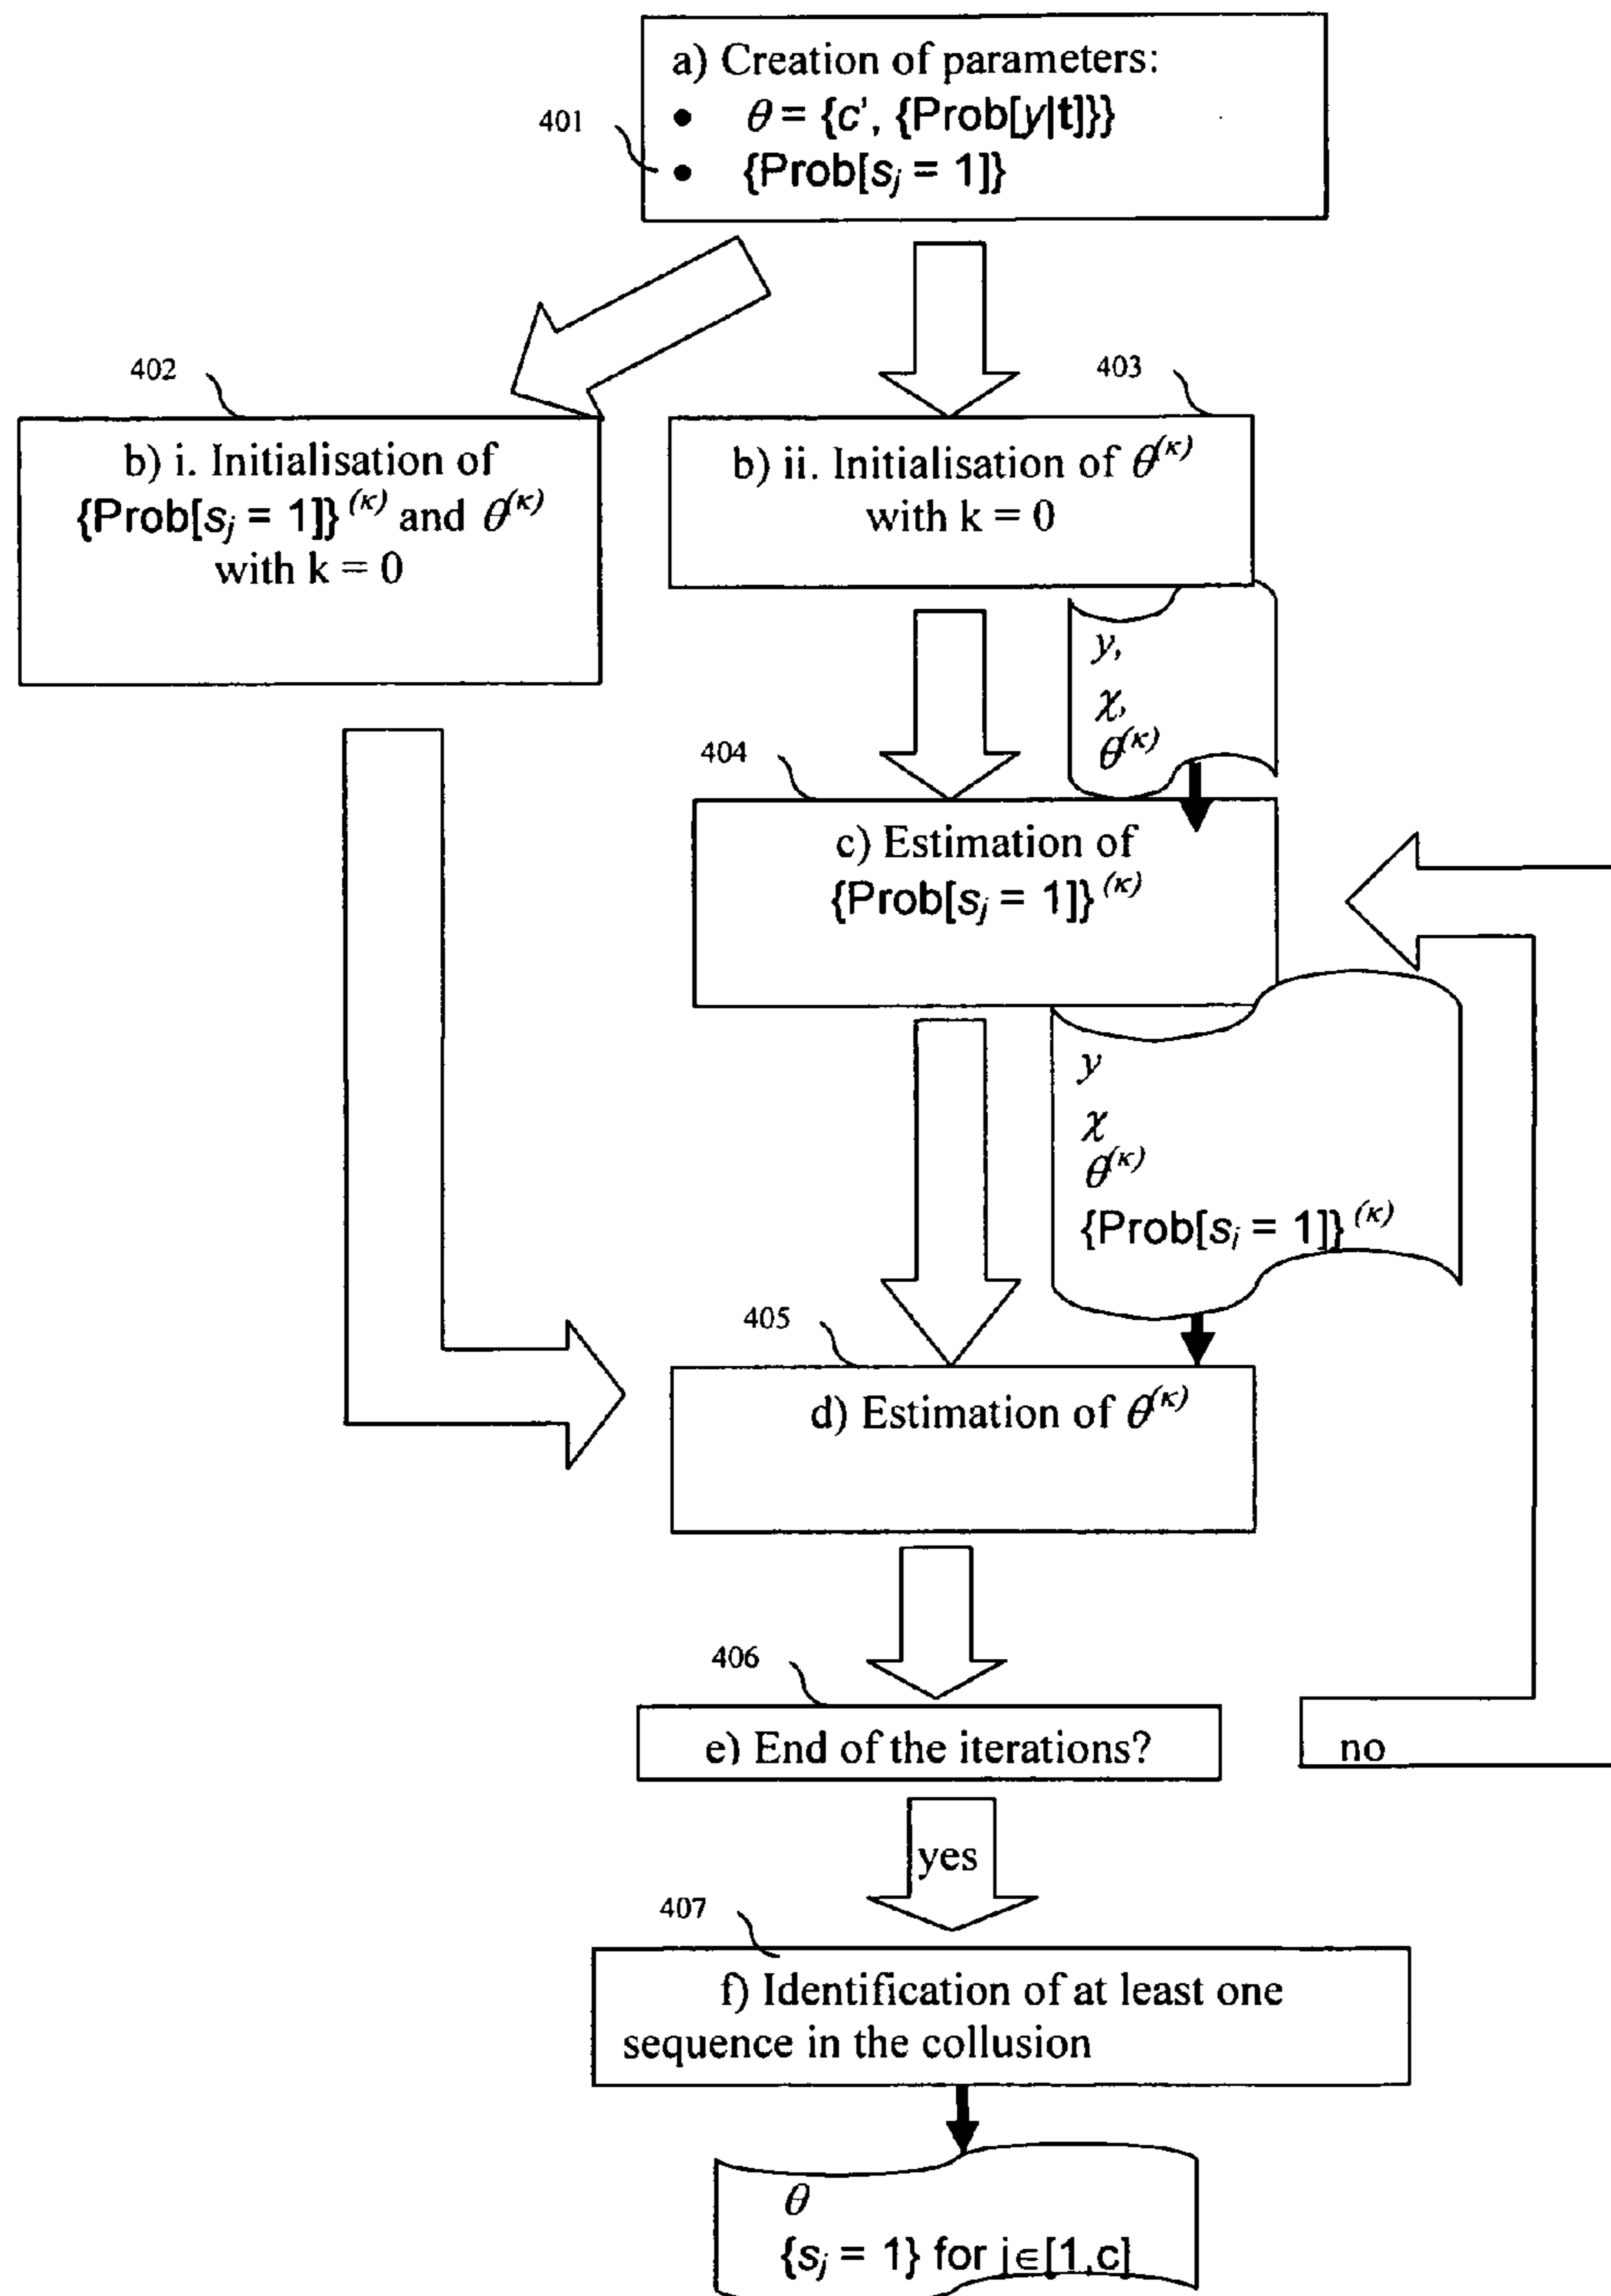 a) Creation of parameters:
• θ = {c', {Prob[y|t]}}
401
• {Prob[sj = 1]}
402
403
b) i. Initialisation of
{Prob[sj = 1]}(κ) and θ(κ)
with k = 0
b) ii. Initialisation of θ(κ)
with k = 0
y,
χ,
θ(κ)
404
c) Estimation of
{Prob[sj = 1]}(κ)
y
χ
θ(κ)
{Prob[sj = 1]}(κ)
405
d) Estimation of θ(κ)
406
e) End of the iterations?
no
yes
407
f) Identification of at least one
sequence in the collusion
θ
{sj = 1} for j∈[1,c]